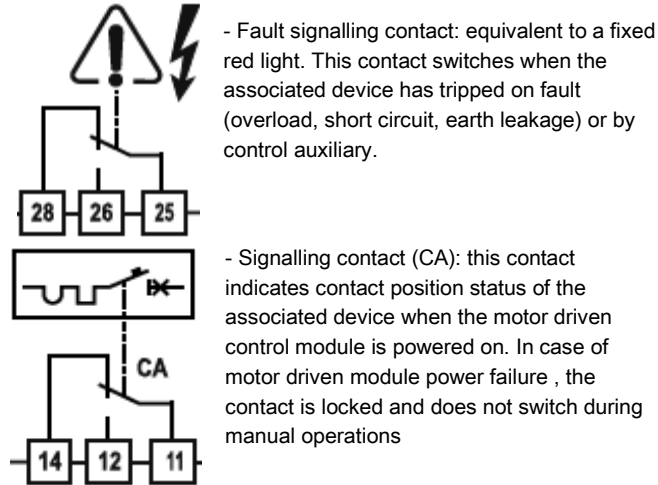 - Fault signalling contact: equivalent to a fixed
red light. This contact switches when the
associated device has tripped on fault
(overload, short circuit, earth leakage) or by
control auxiliary.
28 26 25
- Signalling contact (CA): this contact
indicates contact position status of the
associated device when the motor driven
control module is powered on. In case of
motor driven module power failure , the
contact is locked and does not switch during
manual operations
CA
14 12 11